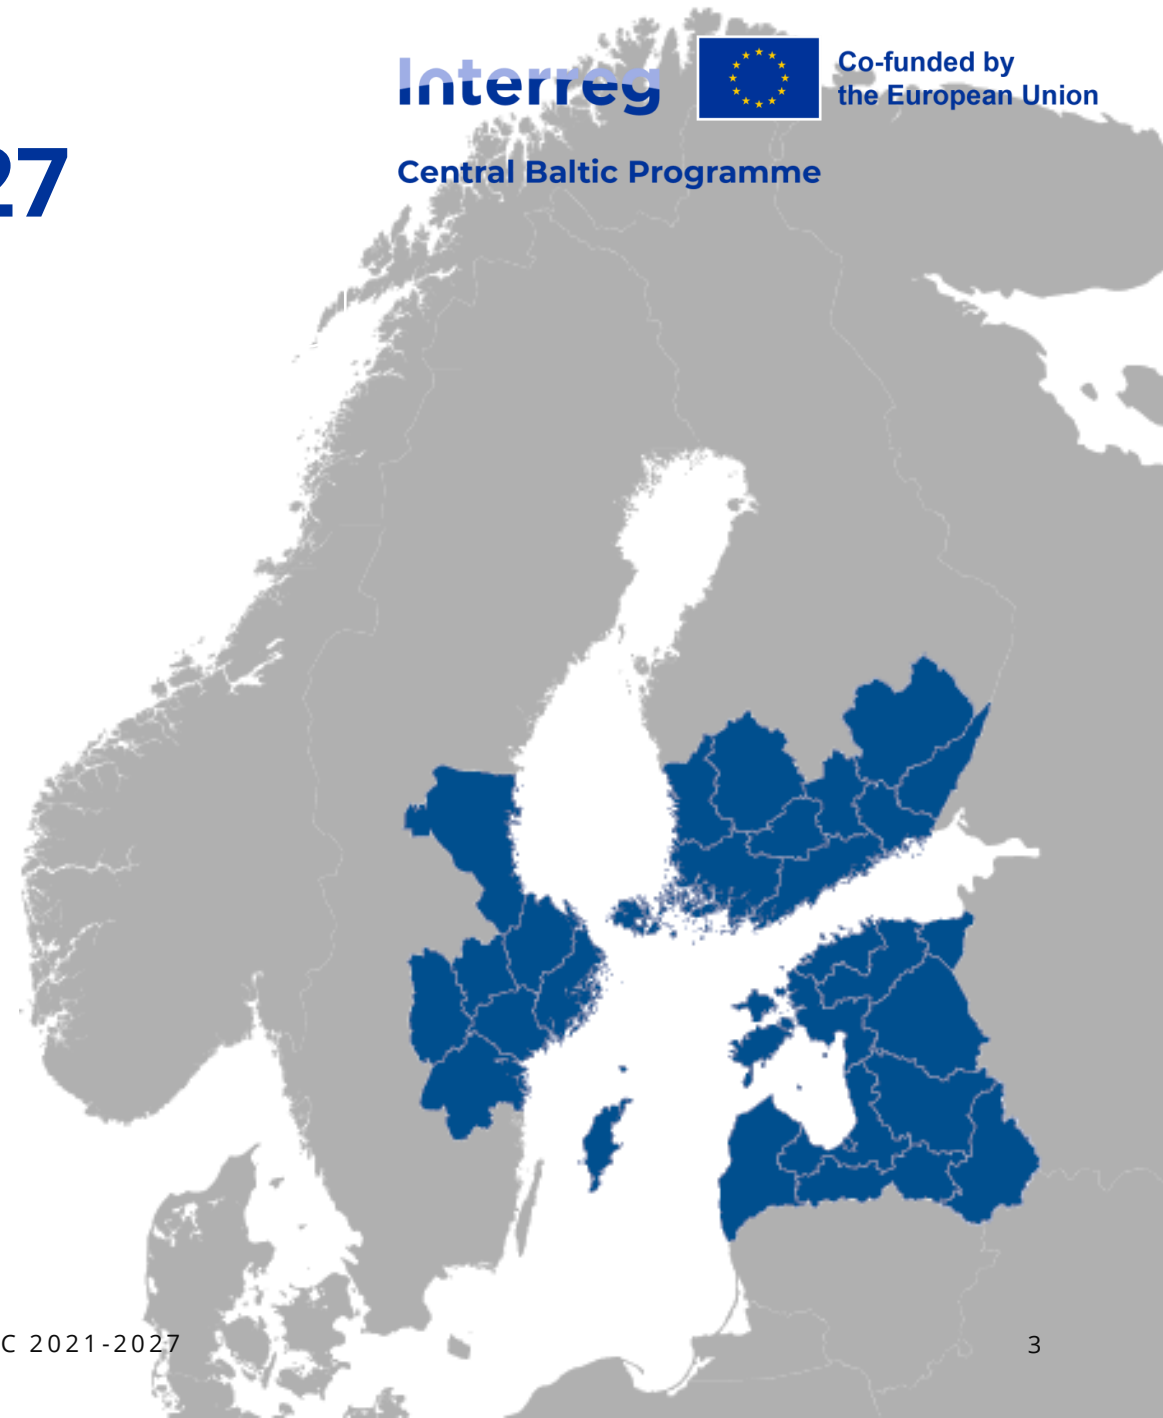 Interreg
Co-funded by
the European Union
27
Central Baltic Programme
C 2021-2027
3